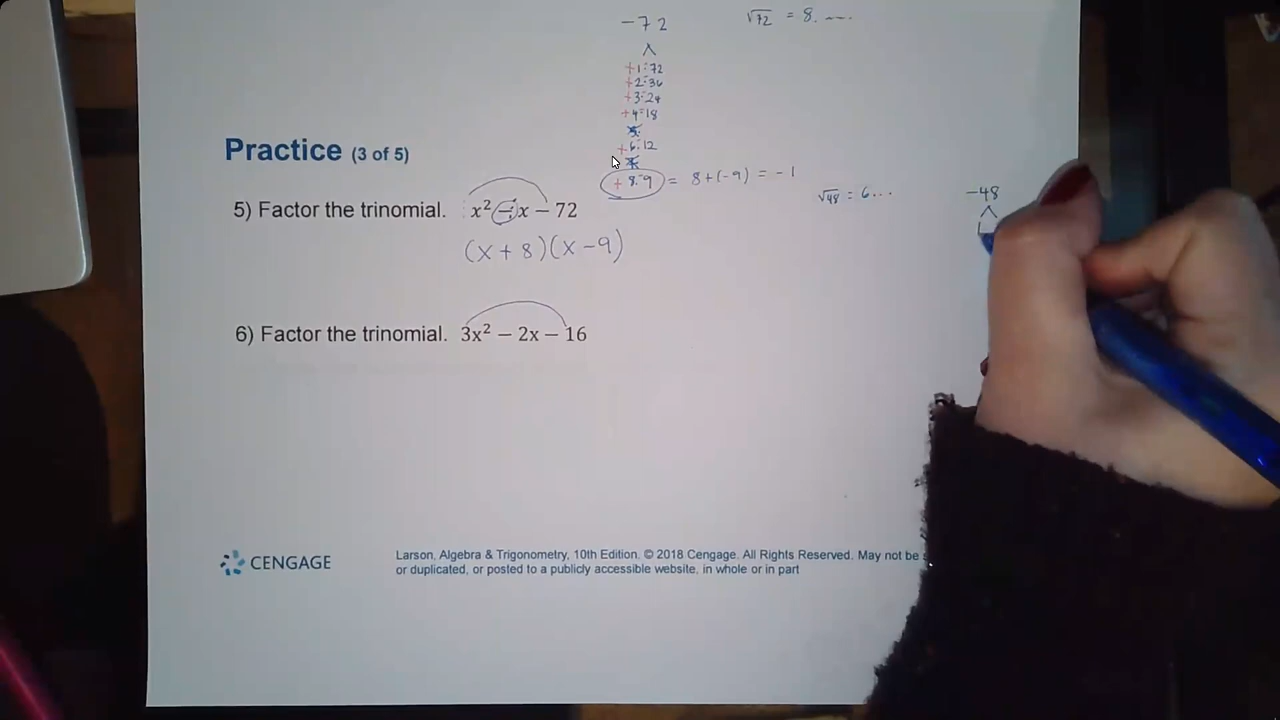 -72
√72 = 8. ....
+1·-72
+2·-36
+3·-24
+4·-18
5·
+6·-12
7·
+8·-9 = 8+(-9) = -1
Practice (3 of 5)
5) Factor the trinomial. x² − x − 72
(x + 8)(x − 9)
√48 = 6...
-48
6) Factor the trinomial. 3x² − 2x − 16
CENGAGE
Larson, Algebra & Trigonometry, 10th Edition. © 2018 Cengage. All Rights Reserved. May not be
or duplicated, or posted to a publicly accessible website, in whole or in part